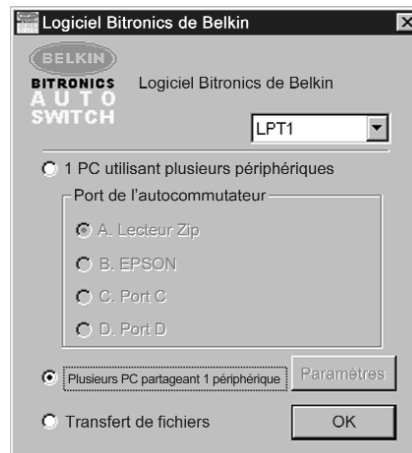 Logiciel Bitronics de Belkin
BELKIN
BITRONICS
AUTO
SWITCH
Logiciel Bitronics de Belkin
LPT1
1 PC utilisant plusieurs périphériques
Port de l'autocommutateur
A. Lecteur Zip
B. EPSON
C. Port C
D. Port D
Plusieurs PC partageant 1 périphérique
Paramètres
Transfert de fichiers
OK